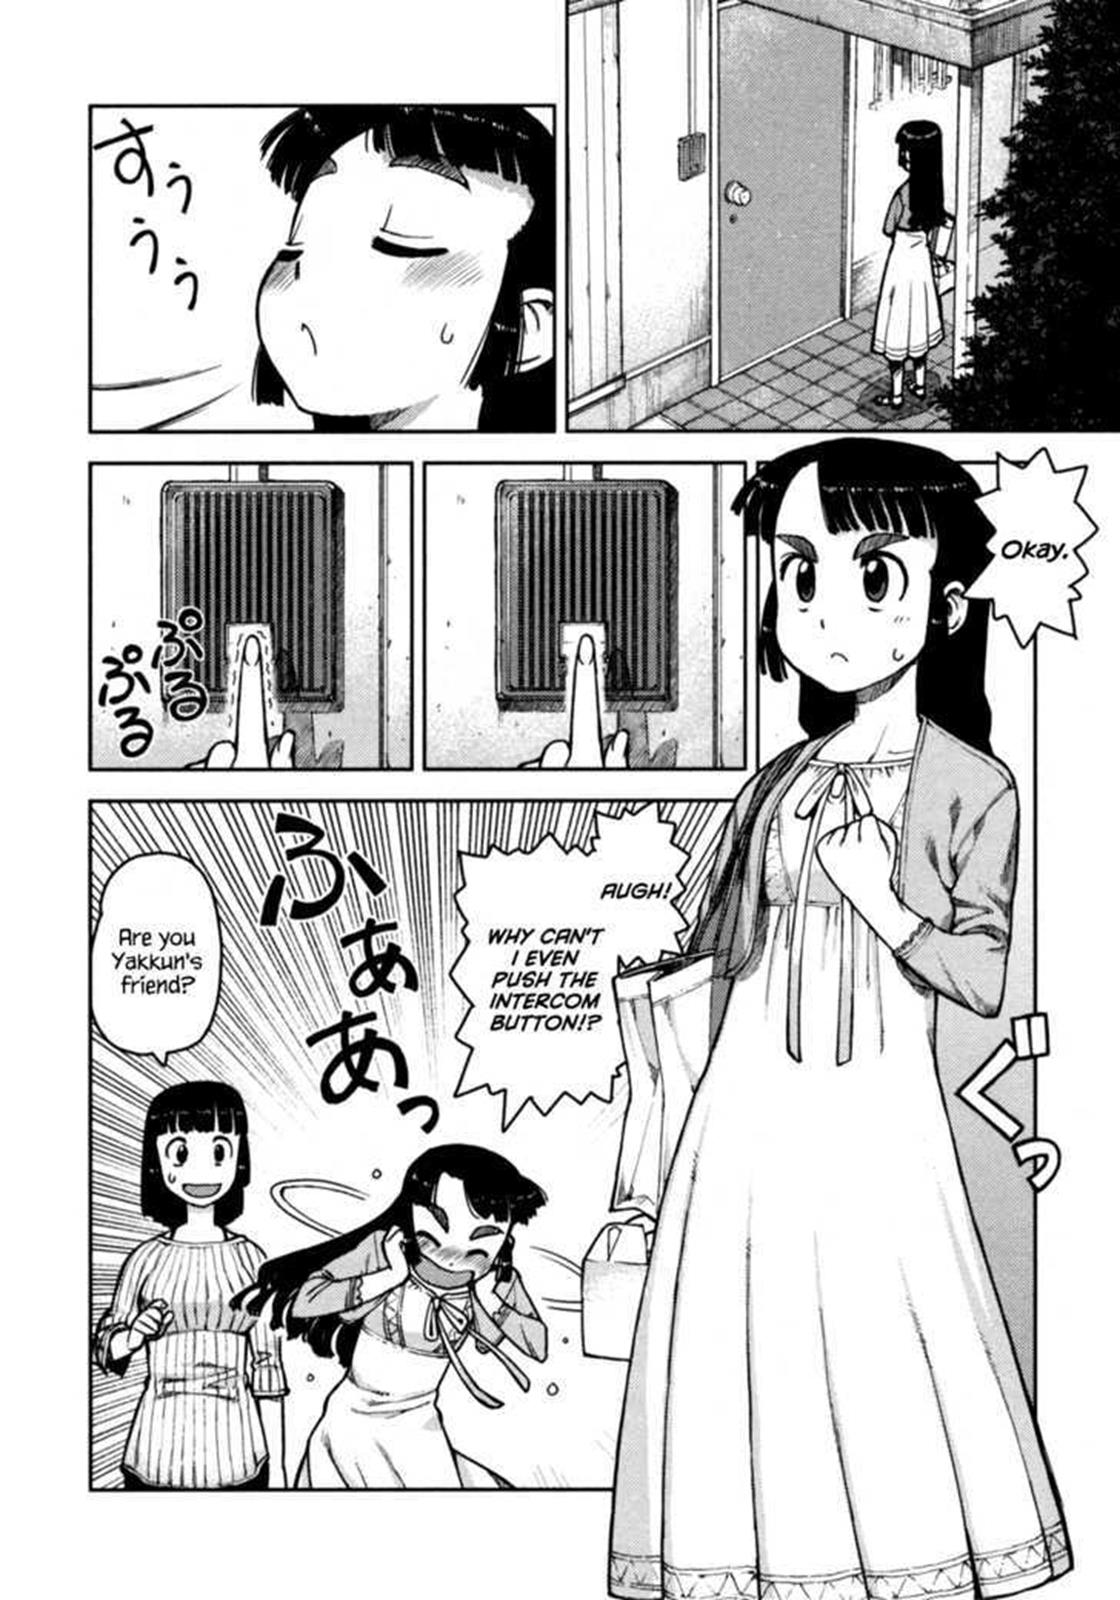 すぅぅぅ
Okay.
ぐっ
ぷる
ぷる
AUGH!
WHY CAN'T
I EVEN
PUSH THE
INTERCOM
BUTTON!?
ふぁぁあっ
Are you
Yakkun's
friend?